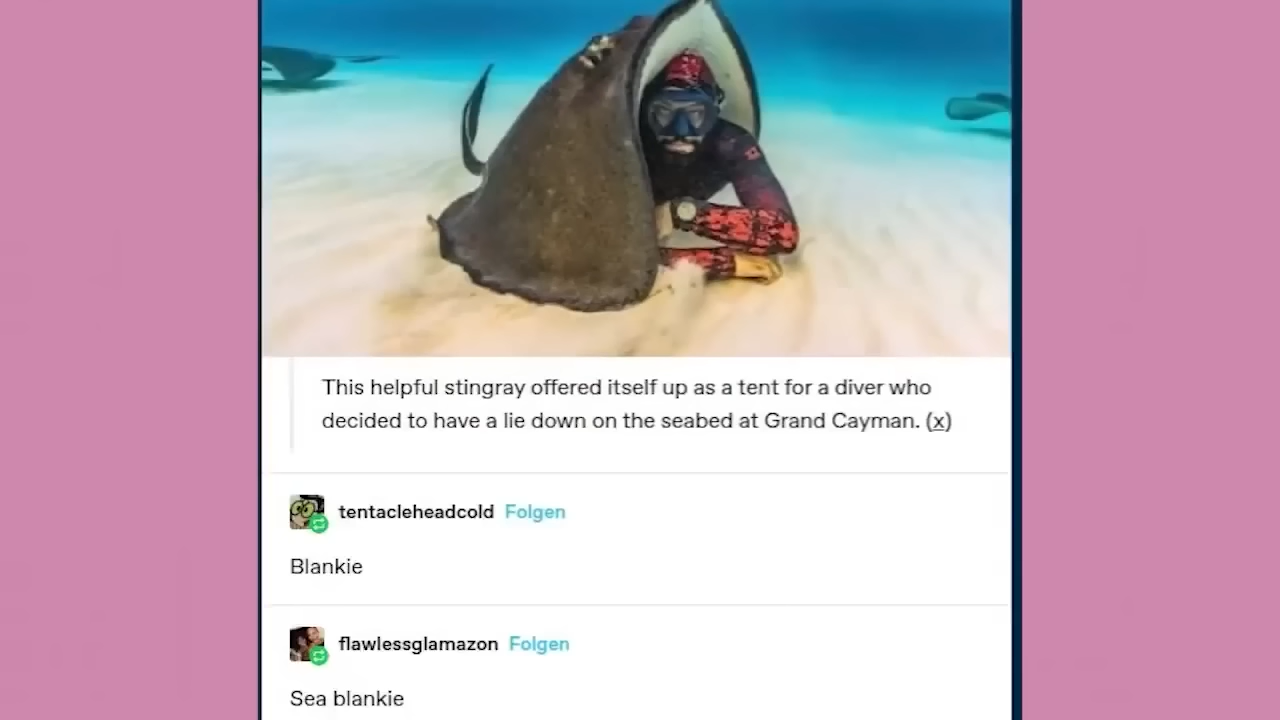 This helpful stingray offered itself up as a tent for a diver who
decided to have a lie down on the seabed at Grand Cayman. (x)
tentacleheadcold Folgen
Blankie
flawlessglamazon Folgen
Sea blankie